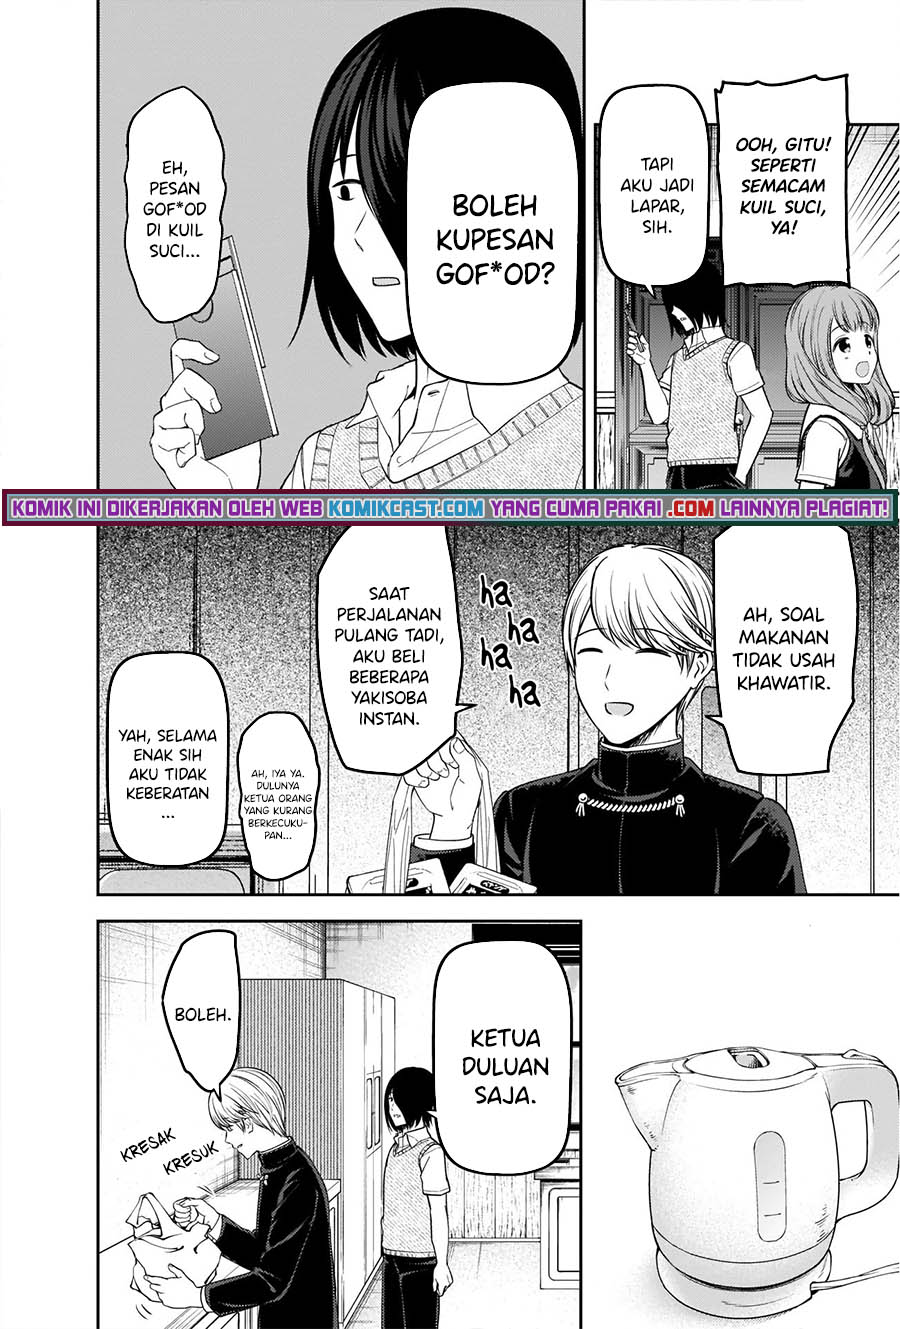 OOH, GITU!
SEPERTI
SEMACAM
KUIL SUCI,
YA!
TAPI
AKU JADI
LAPAR,
SIH.
BOLEH
KUPESAN
GOF*OD?
EH,
PESAN
GOF*OD
DI KUIL
SUCI...
KOMIK INI DIKERJAKAN OLEH WEB KOMIKCAST.COM YANG CUMA PAKAI .COM LAINNYA PLAGIAT!
AH, SOAL
MAKANAN
TIDAK USAH
KHAWATIR.
ha
ha
ha
ha
SAAT
PERJALANAN
PULANG TADI,
AKU BELI
BEBERAPA
YAKISOBA
INSTAN.
AH, IYA YA.
DULUNYA
KETUA ORANG
YANG KURANG
BERKECUKU-
PAN...
YAH, SELAMA
ENAK SIH
AKU TIDAK
KEBERATAN
...
KETUA
DULUAN
SAJA.
BOLEH.
KRESAK
KRESUK